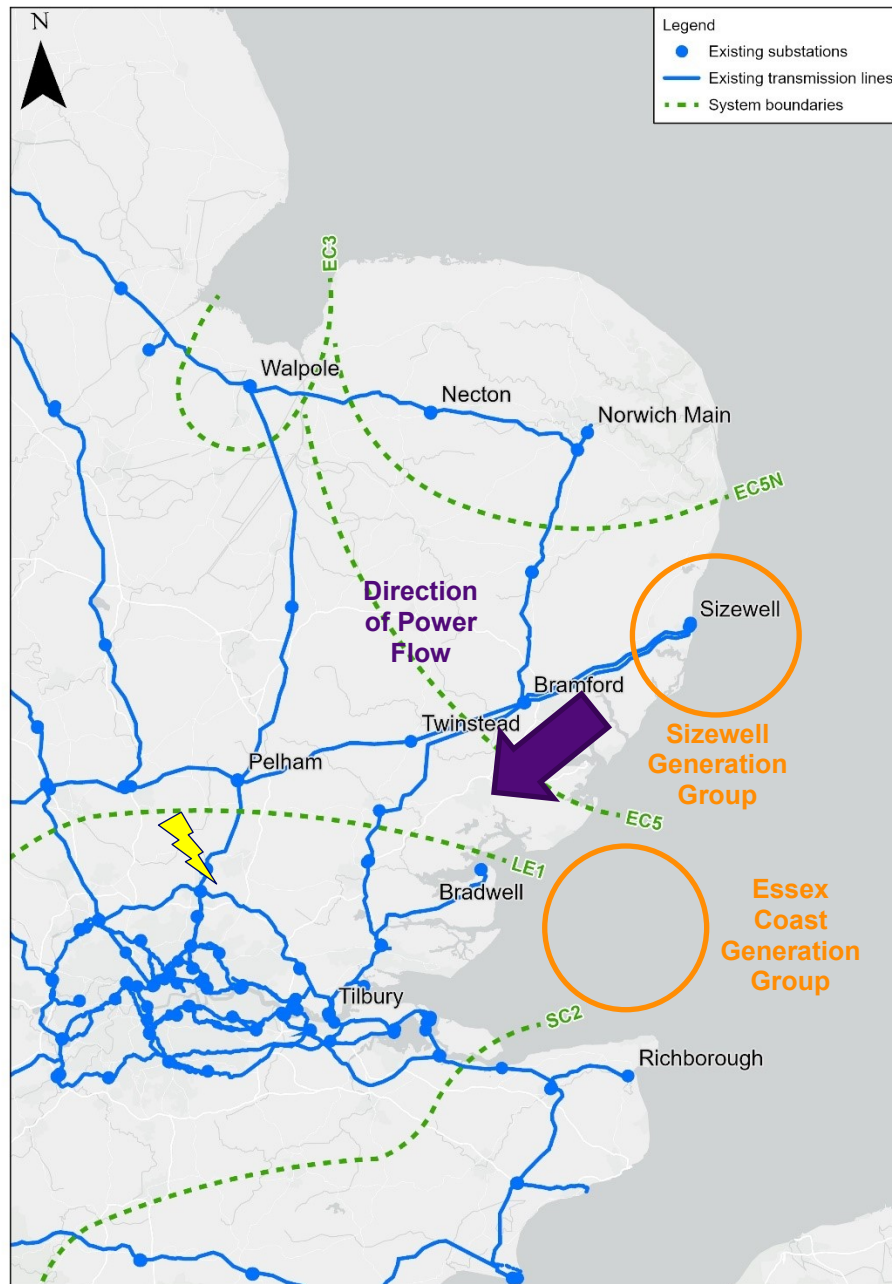 N
Legend
Existing substations
Existing transmission lines
System boundaries
EC3
Walpole
Necton
Norwich Main
EC5N
Direction
of Power
Flow
Sizewell
Bramford
Twinstead
Sizewell
Generation
Group
Pelham
EC5
LE1
Bradwell
Essex
Coast
Generation
Group
Tilbury
SC2
Richborough